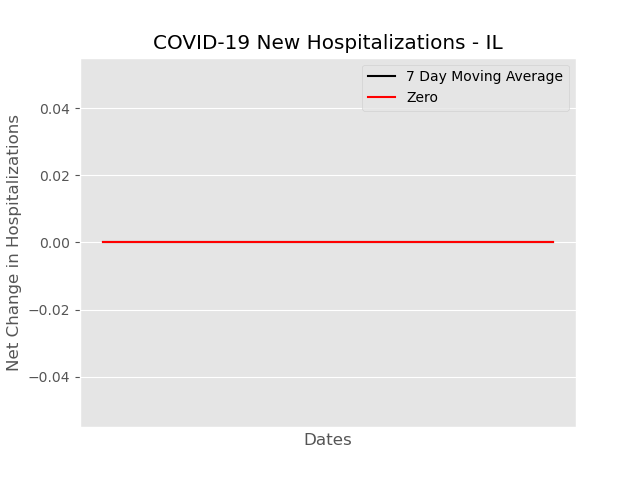 COVID-19 New Hospitalizations - IL
7 Day Moving Average
Zero
Net Change in Hospitalizations
0.04
0.02
0.00
−0.02
−0.04
Dates